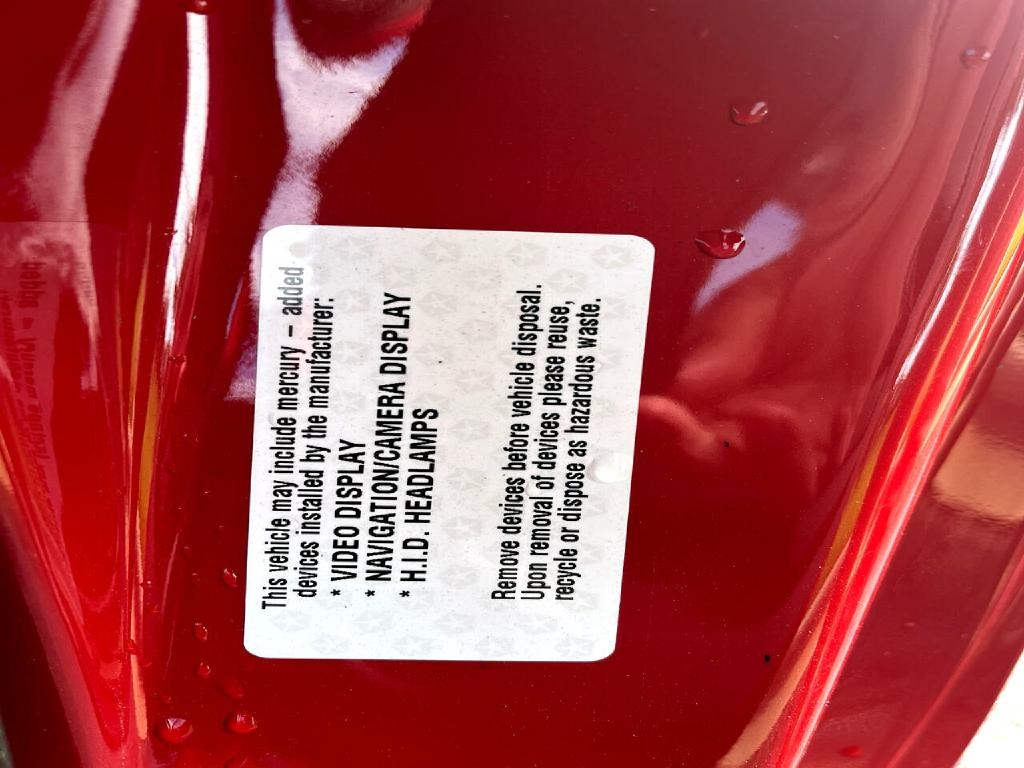 This vehicle may include mercury – added
devices installed by the manufacturer:
* VIDEO DISPLAY
* NAVIGATION/CAMERA DISPLAY
* H.I.D. HEADLAMPS
Remove devices before vehicle disposal.
Upon removal of devices please reuse,
recycle or dispose as hazardous waste.